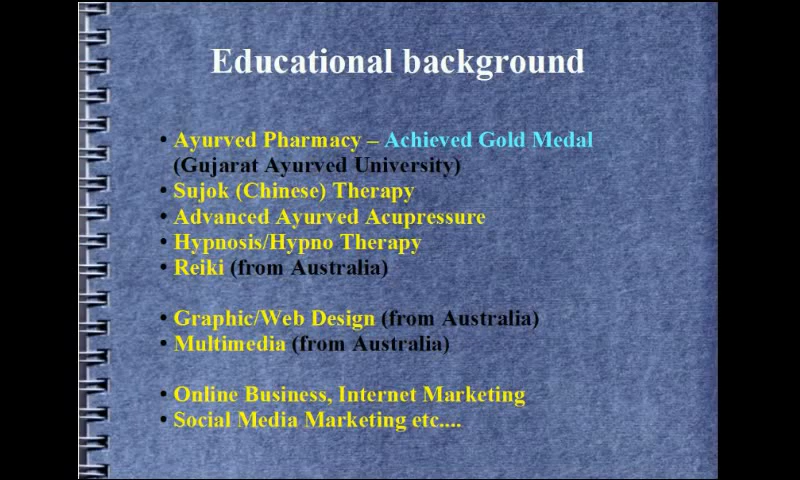 Educational background
• Ayurved Pharmacy – Achieved Gold Medal
(Gujarat Ayurved University)
• Sujok (Chinese) Therapy
• Advanced Ayurved Acupressure
• Hypnosis/Hypno Therapy
• Reiki (from Australia)
• Graphic/Web Design (from Australia)
• Multimedia (from Australia)
• Online Business, Internet Marketing
• Social Media Marketing etc....